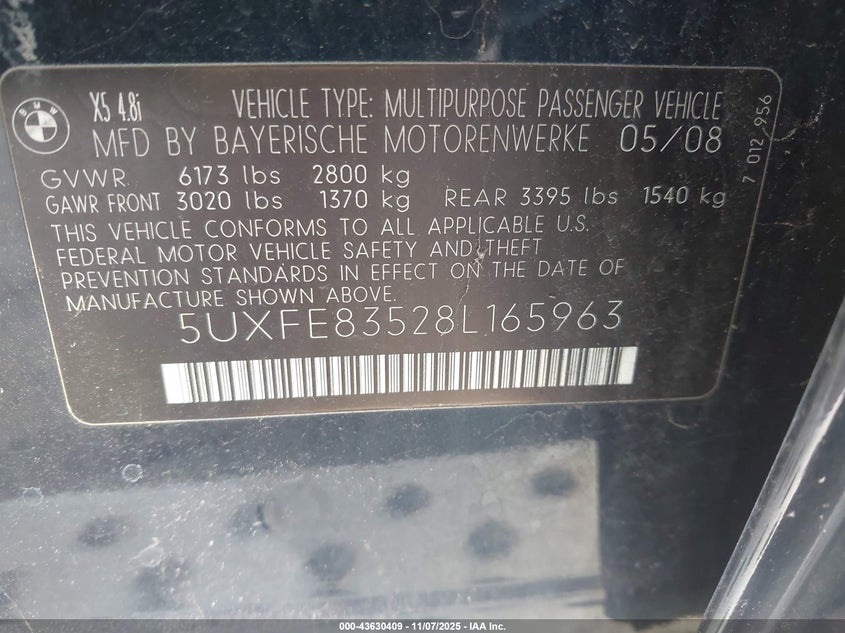 BMW
X5 4.8i VEHICLE TYPE: MULTIPURPOSE PASSENGER VEHICLE
MFD BY BAYERISCHE MOTORENWERKE 05/08
GVWR 6173 lbs 2800 kg
GAWR FRONT 3020 lbs 1370 kg REAR 3395 lbs 1540 kg
THIS VEHICLE CONFORMS TO ALL APPLICABLE U.S.
FEDERAL MOTOR VEHICLE SAFETY AND THEFT
PREVENTION STANDARDS IN EFFECT ON THE DATE OF
MANUFACTURE SHOWN ABOVE.
5UXFE83528L165963
7 012 956
000-43630409 - 11/07/2025 - IAA Inc.